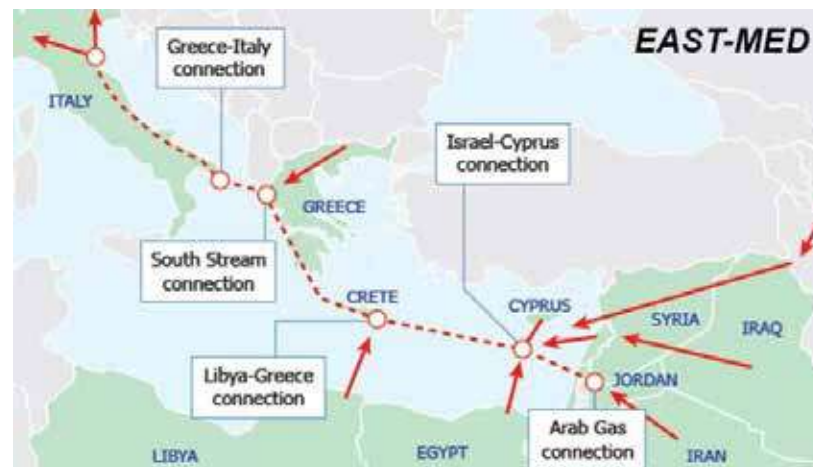 EAST-MED
Greece-Italy
connection
ITALY
Israel-Cyprus
connection
GREECE
South Stream
connection
CRETE
CYPRUS
SYRIA
IRAQ
Libya-Greece
connection
JORDAN
Arab Gas
connection
LIBYA
EGYPT
IRAN